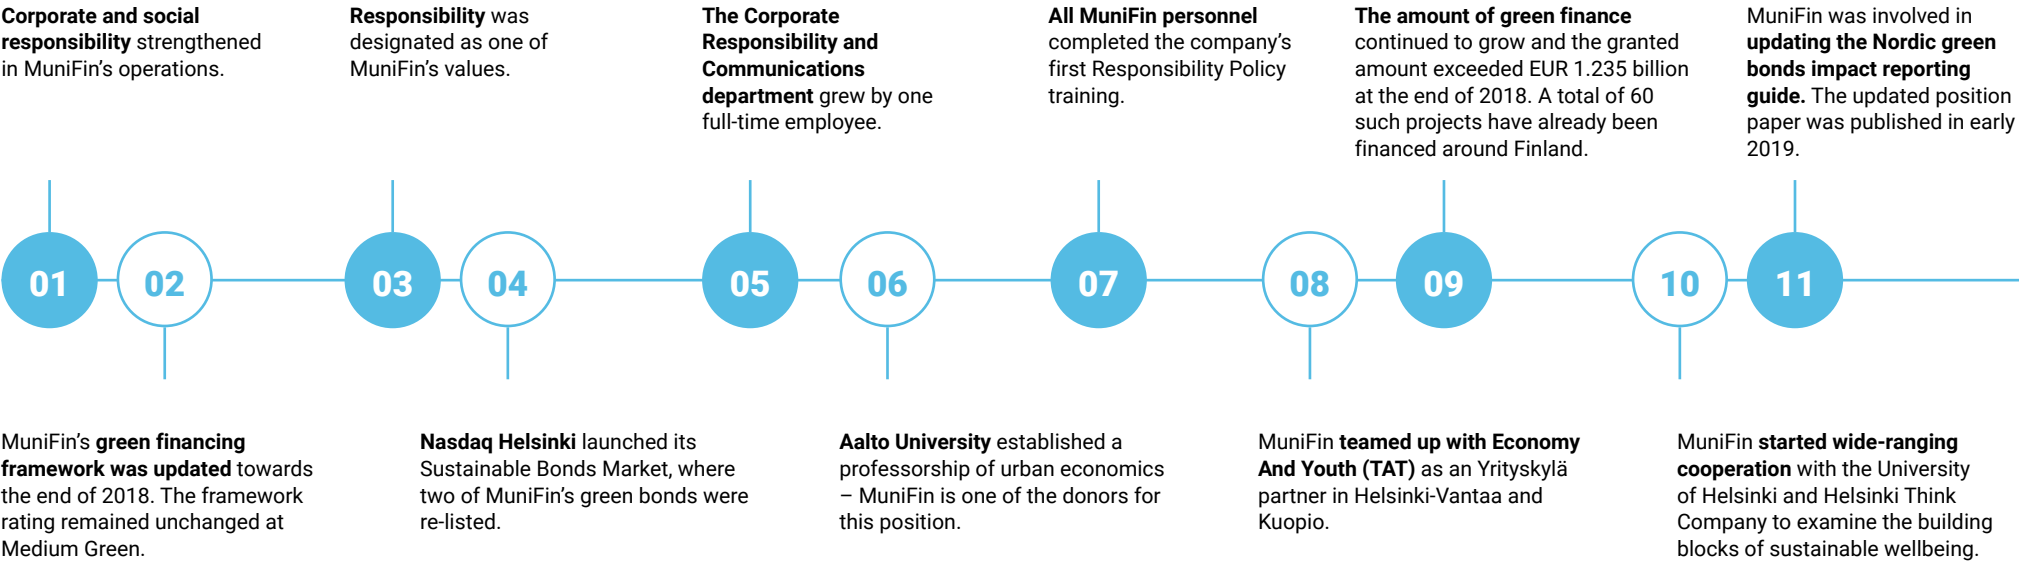 Corporate and social
responsibility strengthened
in MuniFin's operations.
Responsibility was
designated as one of
MuniFin's values.
The Corporate
Responsibility and
Communications
department grew by one
full-time employee.
All MuniFin personnel
completed the company's
first Responsibility Policy
training.
The amount of green finance
continued to grow and the granted
amount exceeded EUR 1.235 billion
at the end of 2018. A total of 60
such projects have already been
financed around Finland.
MuniFin was involved in
updating the Nordic green
bonds impact reporting
guide. The updated position
paper was published in early
2019.
01
02
03
04
05
06
07
08
09
10
11
MuniFin's green financing
framework was updated towards
the end of 2018. The framework
rating remained unchanged at
Medium Green.
Nasdaq Helsinki launched its
Sustainable Bonds Market, where
two of MuniFin's green bonds were
re-listed.
Aalto University established a
professorship of urban economics
– MuniFin is one of the donors for
this position.
MuniFin teamed up with Economy
And Youth (TAT) as an Yrityskylä
partner in Helsinki-Vantaa and
Kuopio.
MuniFin started wide-ranging
cooperation with the University
of Helsinki and Helsinki Think
Company to examine the building
blocks of sustainable wellbeing.